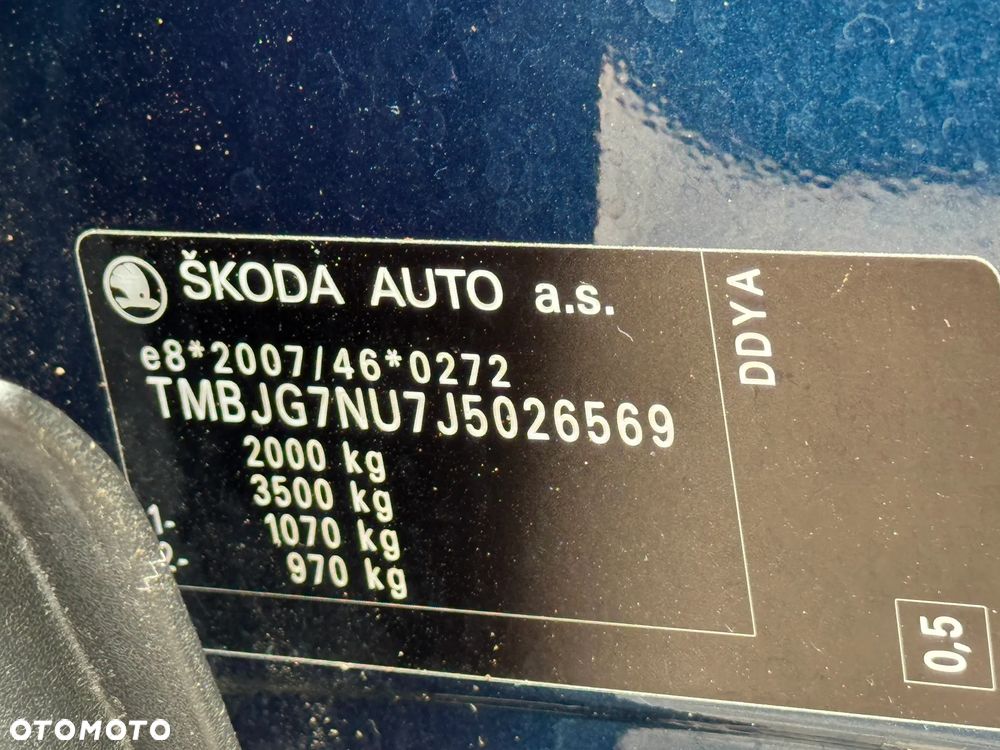 ŠKODA AUTO a.s.
e8*2007/46*0272
TMBJG7NU7J5026569
2000 kg
3500 kg
1- 1070 kg
2- 970 kg
DDYA
0,5
OTOMOTO